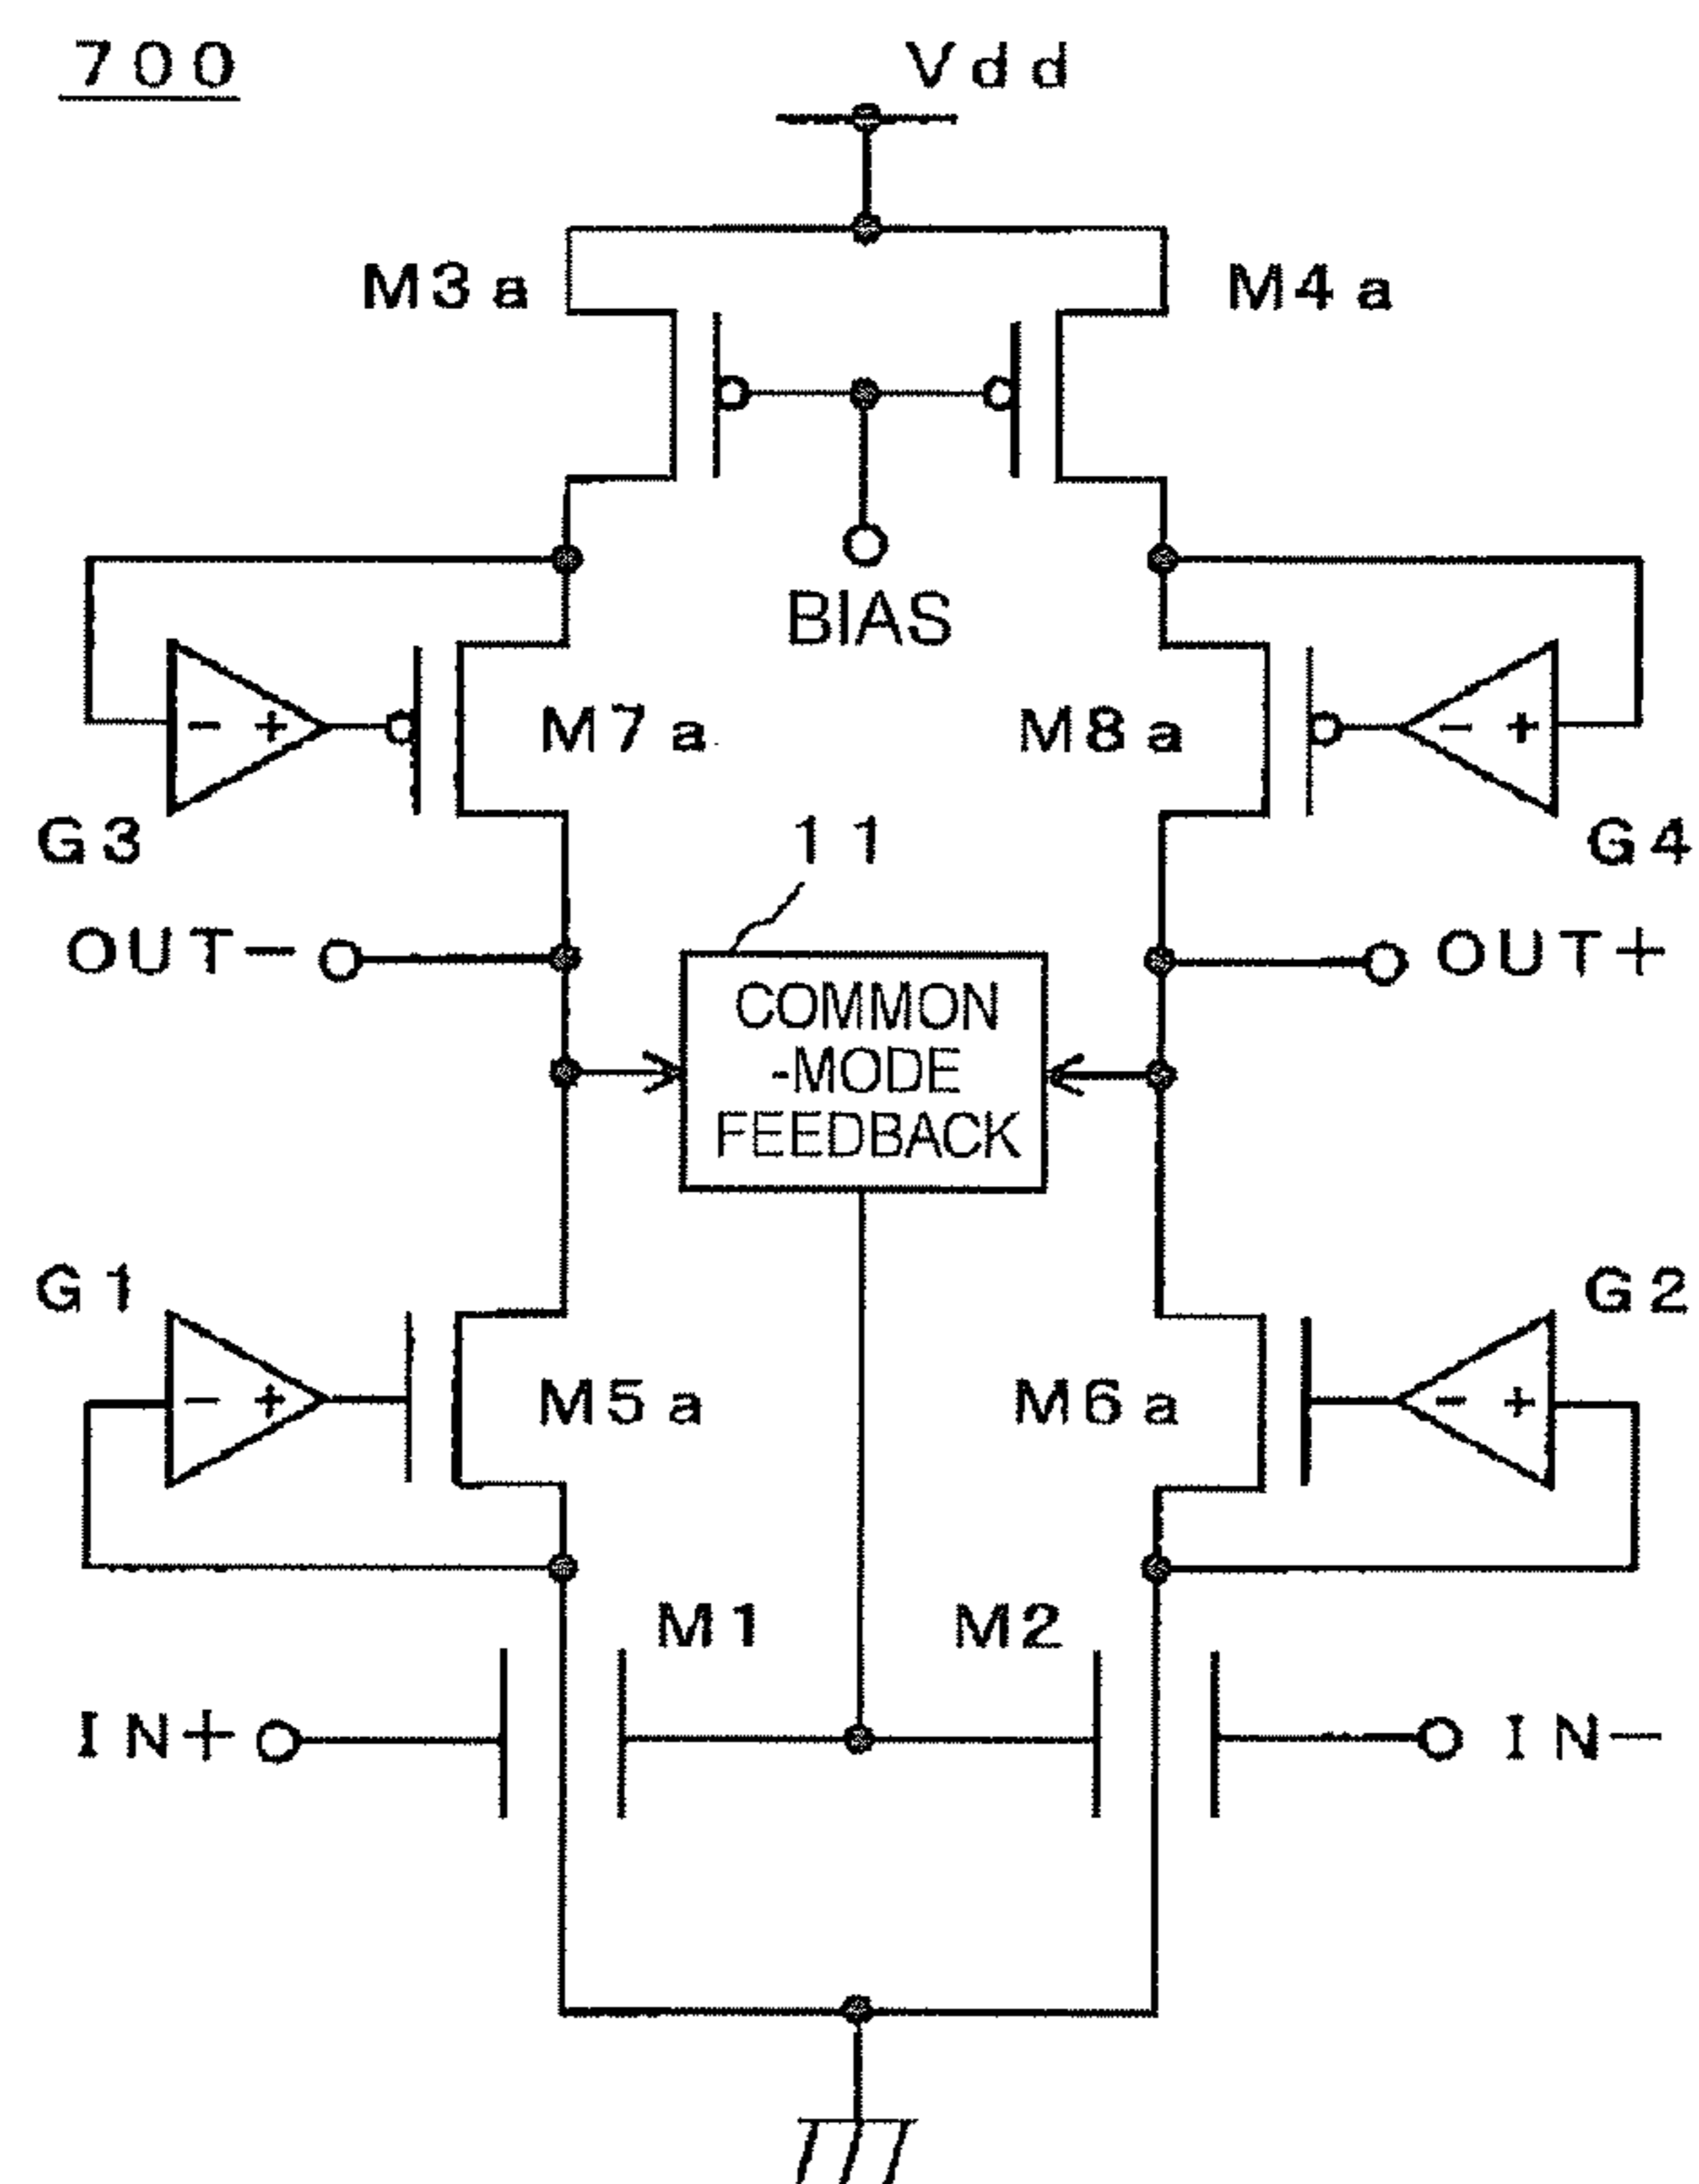 700
Vdd
M3a
M4a
BIAS
- +
M7a
M8a
- +
G3
11
G4
OUT-
OUT+
COMMON
-MODE
FEEDBACK
G1
G2
- +
M5a
M6a
- +
M1
M2
IN+
IN-